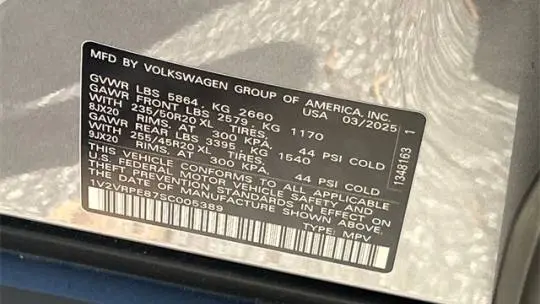 MFD BY VOLKSWAGEN GROUP OF AMERICA, INC.
USA 03/2025
GVWR LBS 5864 . KG 2660
GAWR FRONT LBS 2579 . KG 1170
235/50R20 XL TIRES.
8JX20 RIMS. AT 300 KPA. 44 PSI COLD
GAWR REAR LBS 3395 . KG 1540
255/45R20 XL TIRES.
9JX20 RIMS. AT 300 KPA. 44 PSI COLD
THIS VEHICLE CONFORMS TO ALL APPLICABLE
U.S. FEDERAL MOTOR VEHICLE SAFETY AND
THEFT PREVENTION STANDARDS IN EFFECT ON
DATE OF MANUFACTURE SHOWN ABOVE.
1V2VRPE87SC005389
TYPE: MPV
1348163 1